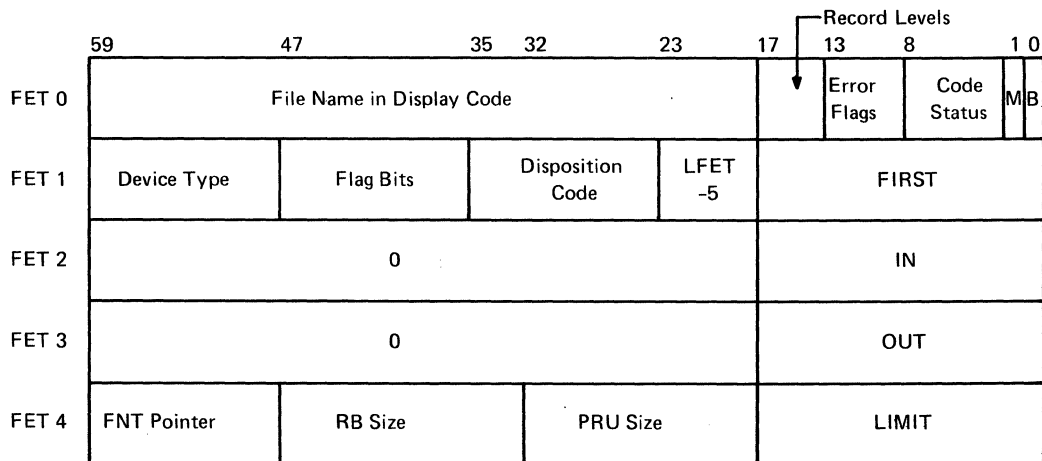 Record Levels
59 47 35 32 23 17 13 8 1 0
FET 0 File Name in Display Code Error Flags Code Status M B
FET 1 Device Type Flag Bits Disposition Code LFET -5 FIRST
FET 2 0 IN
FET 3 0 OUT
FET 4 FNT Pointer RB Size PRU Size LIMIT